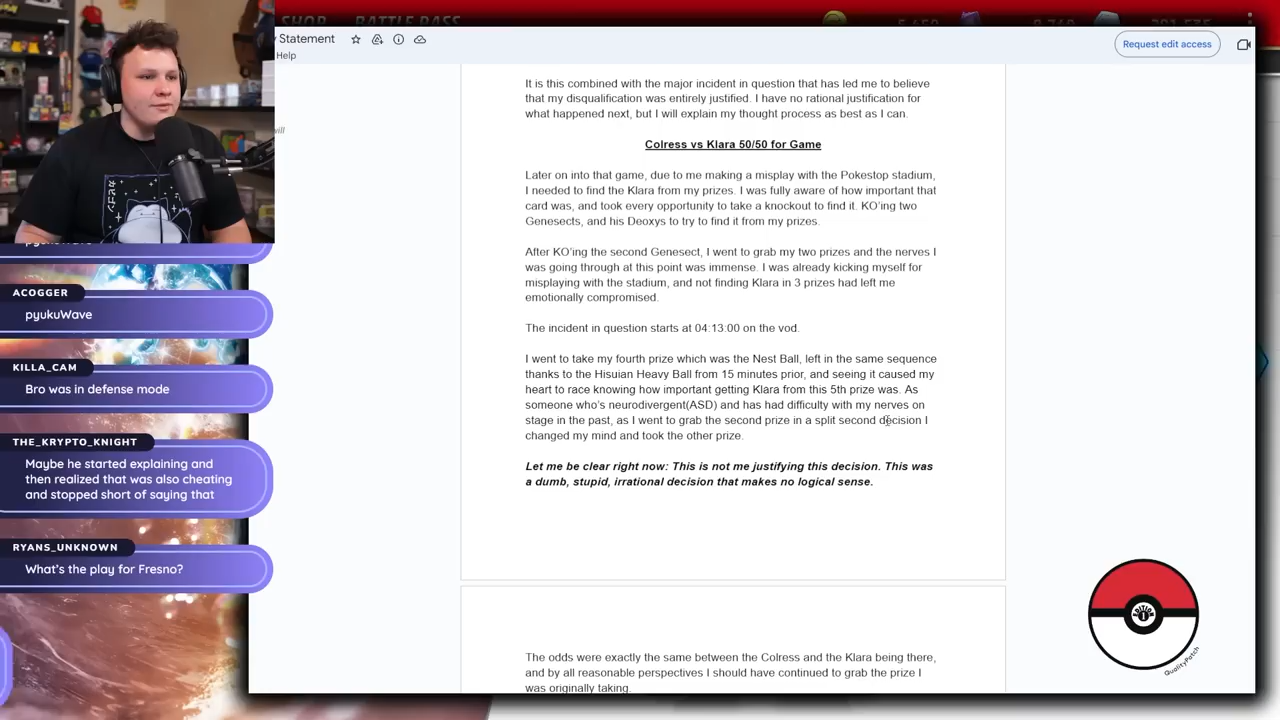 SHOP BATTLE PASS
Statement
Help
Request edit access
It is this combined with the major incident in question that has led me to believe
that my disqualification was entirely justified. I have no rational justification for
what happened next, but I will explain my thought process as best as I can.
Colress vs Klara 50/50 for Game
Later on into that game, due to me making a misplay with the Pokestop stadium,
I needed to find the Klara from my prizes. I was fully aware of how important that
card was, and took every opportunity to take a knockout to find it. KO'ing two
Genesects, and his Deoxys to try to find it from my prizes.
After KO'ing the second Genesect, I went to grab my two prizes and the nerves I
was going through at this point was immense. I was already kicking myself for
misplaying with the stadium, and not finding Klara in 3 prizes had left me
emotionally compromised.
The incident in question starts at 04:13:00 on the vod.
I went to take my fourth prize which was the Nest Ball, left in the same sequence
thanks to the Hisuian Heavy Ball from 15 minutes prior, and seeing it caused my
heart to race knowing how important getting Klara from this 5th prize was. As
someone who's neurodivergent(ASD) and has had difficulty with my nerves on
stage in the past, as I went to grab the second prize in a split second decision I
changed my mind and took the other prize.
Let me be clear right now: This is not me justifying this decision. This was
a dumb, stupid, irrational decision that makes no logical sense.
The odds were exactly the same between the Colress and the Klara being there,
and by all reasonable perspectives I should have continued to grab the prize I
was originally taking.
ACOGGER
pyukuWave
KILLA_CAM
Bro was in defense mode
THE_KRYPTO_KNIGHT
Maybe he started explaining and
then realized that was also cheating
and stopped short of saying that
RYANS_UNKNOWN
What's the play for Fresno?
QualityPatch